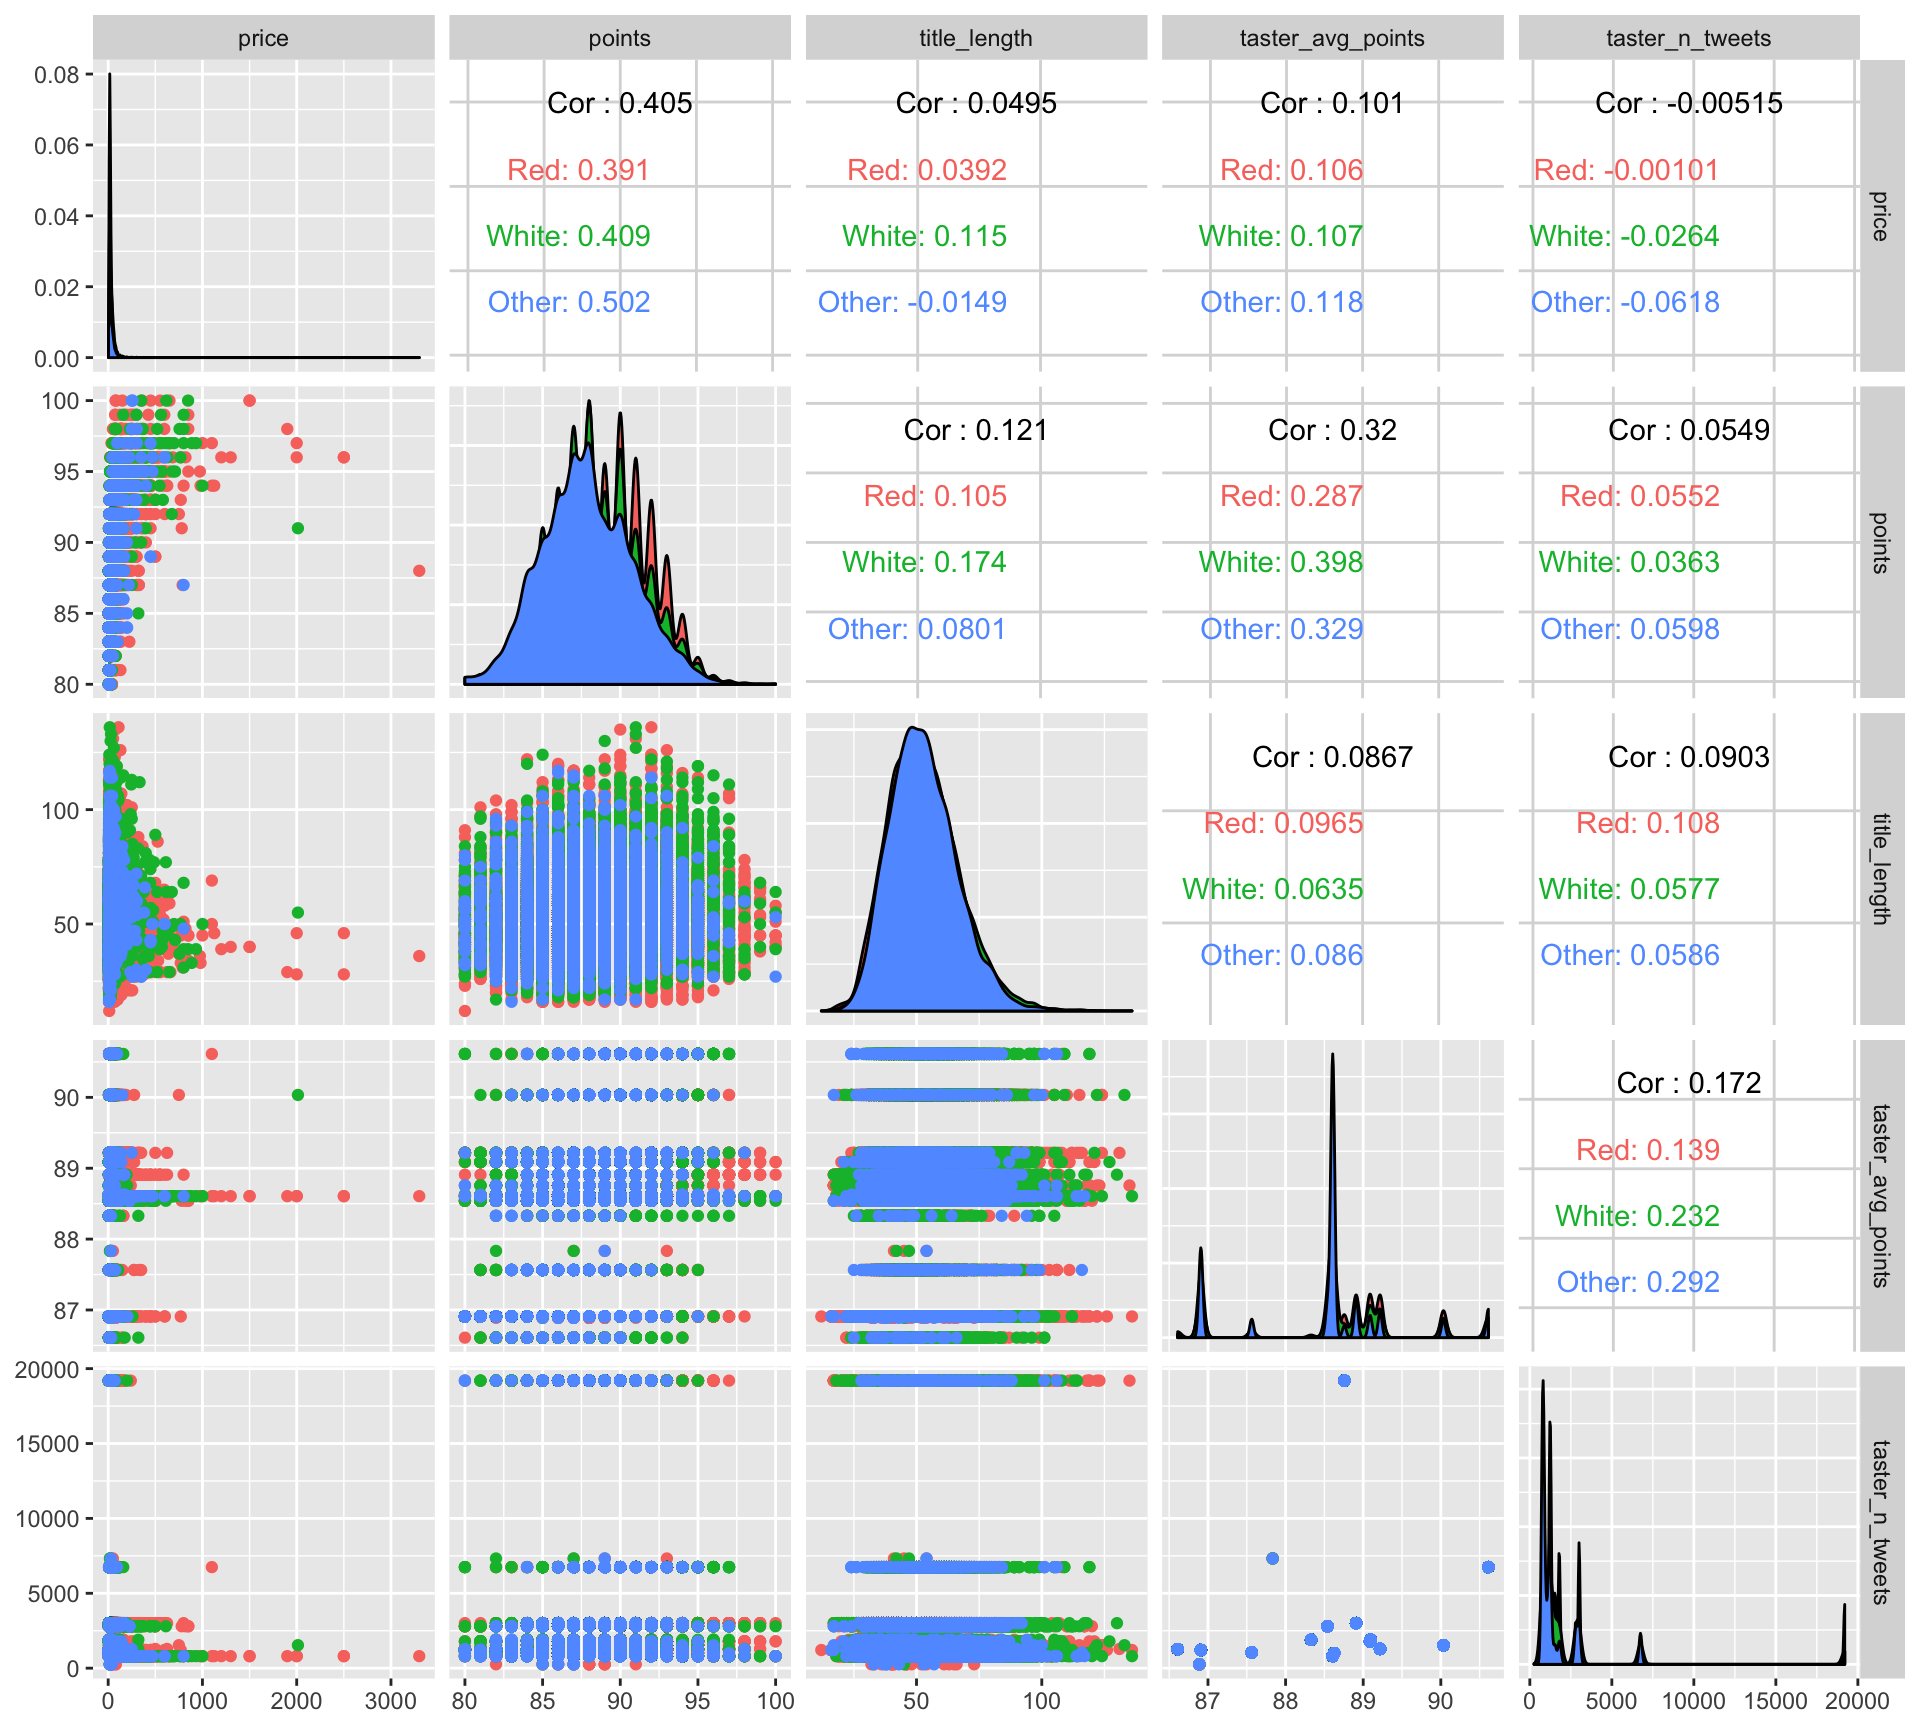 price points title_length taster_avg_points taster_n_tweets
0.08
0.06
0.04
0.02
0.00
Cor : 0.405
Red: 0.391
White: 0.409
Other: 0.502
Cor : 0.0495
Red: 0.0392
White: 0.115
Other: -0.0149
Cor : 0.101
Red: 0.106
White: 0.107
Other: 0.118
Cor : -0.00515
Red: -0.00101
White: -0.0264
Other: -0.0618
price
100
95
90
85
80
Cor : 0.121
Red: 0.105
White: 0.174
Other: 0.0801
Cor : 0.32
Red: 0.287
White: 0.398
Other: 0.329
Cor : 0.0549
Red: 0.0552
White: 0.0363
Other: 0.0598
points
100
50
Cor : 0.0867
Red: 0.0965
White: 0.0635
Other: 0.086
Cor : 0.0903
Red: 0.108
White: 0.0577
Other: 0.0586
title_length
90
89
88
87
Cor : 0.172
Red: 0.139
White: 0.232
Other: 0.292
taster_avg_points
20000
15000
10000
5000
0
taster_n_tweets
0 1000 2000 3000 80 85 90 95 100 50 100 87 88 89 90 0 5000 10000 15000 20000